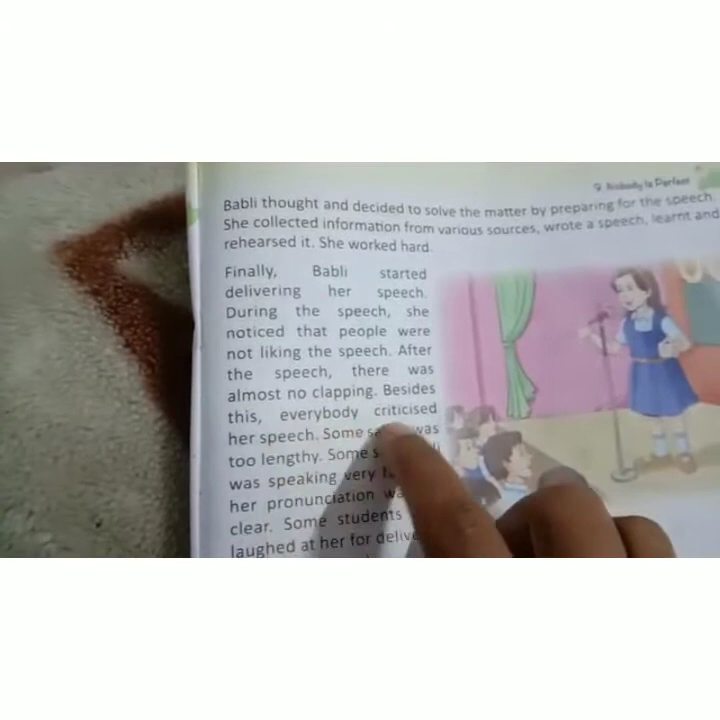 9 Nobody Is Perfect
Babli thought and decided to solve the matter by preparing for the speech.
She collected information from various sources, wrote a speech, learnt and
rehearsed it. She worked hard.
Finally, Babli started
delivering her speech.
During the speech, she
noticed that people were
not liking the speech. After
the speech, there was
almost no clapping. Besides
this, everybody criticised
her speech. Some was
too lengthy. Some
was speaking very
her pronunciation
clear. Some students
laughed at her for